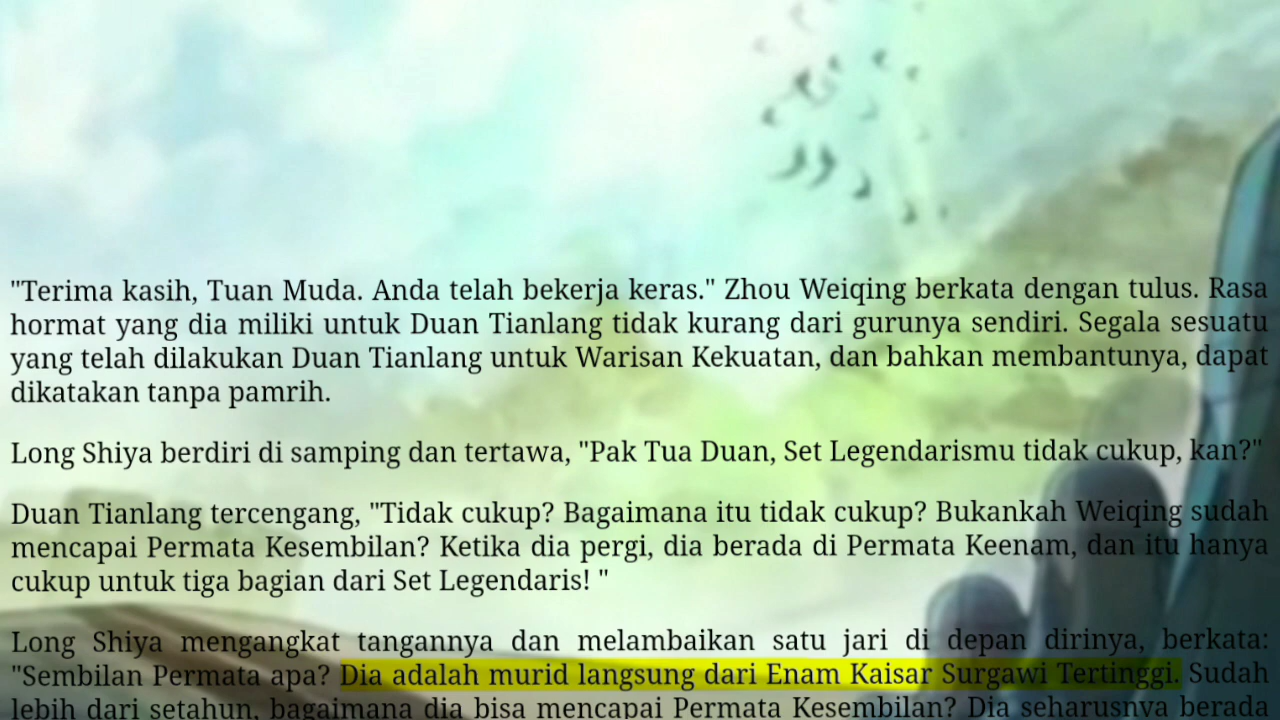 "Terima kasih, Tuan Muda. Anda telah bekerja keras." Zhou Weiqing berkata dengan tulus. Rasa
hormat yang dia miliki untuk Duan Tianlang tidak kurang dari gurunya sendiri. Segala sesuatu
yang telah dilakukan Duan Tianlang untuk Warisan Kekuatan, dan bahkan membantunya, dapat
dikatakan tanpa pamrih.
Long Shiya berdiri di samping dan tertawa, "Pak Tua Duan, Set Legendarismu tidak cukup, kan?"
Duan Tianlang tercengang, "Tidak cukup? Bagaimana itu tidak cukup? Bukankah Weiqing sudah
mencapai Permata Kesembilan? Ketika dia pergi, dia berada di Permata Keenam, dan itu hanya
cukup untuk tiga bagian dari Set Legendaris! "
Long Shiya mengangkat tangannya dan melambaikan satu jari di depan dirinya, berkata:
"Sembilan Permata apa? Dia adalah murid langsung dari Enam Kaisar Surgawi Tertinggi. Sudah
lebih dari setahun, bagaimana dia bisa mencapai Permata Kesembilan? Dia seharusnya berada